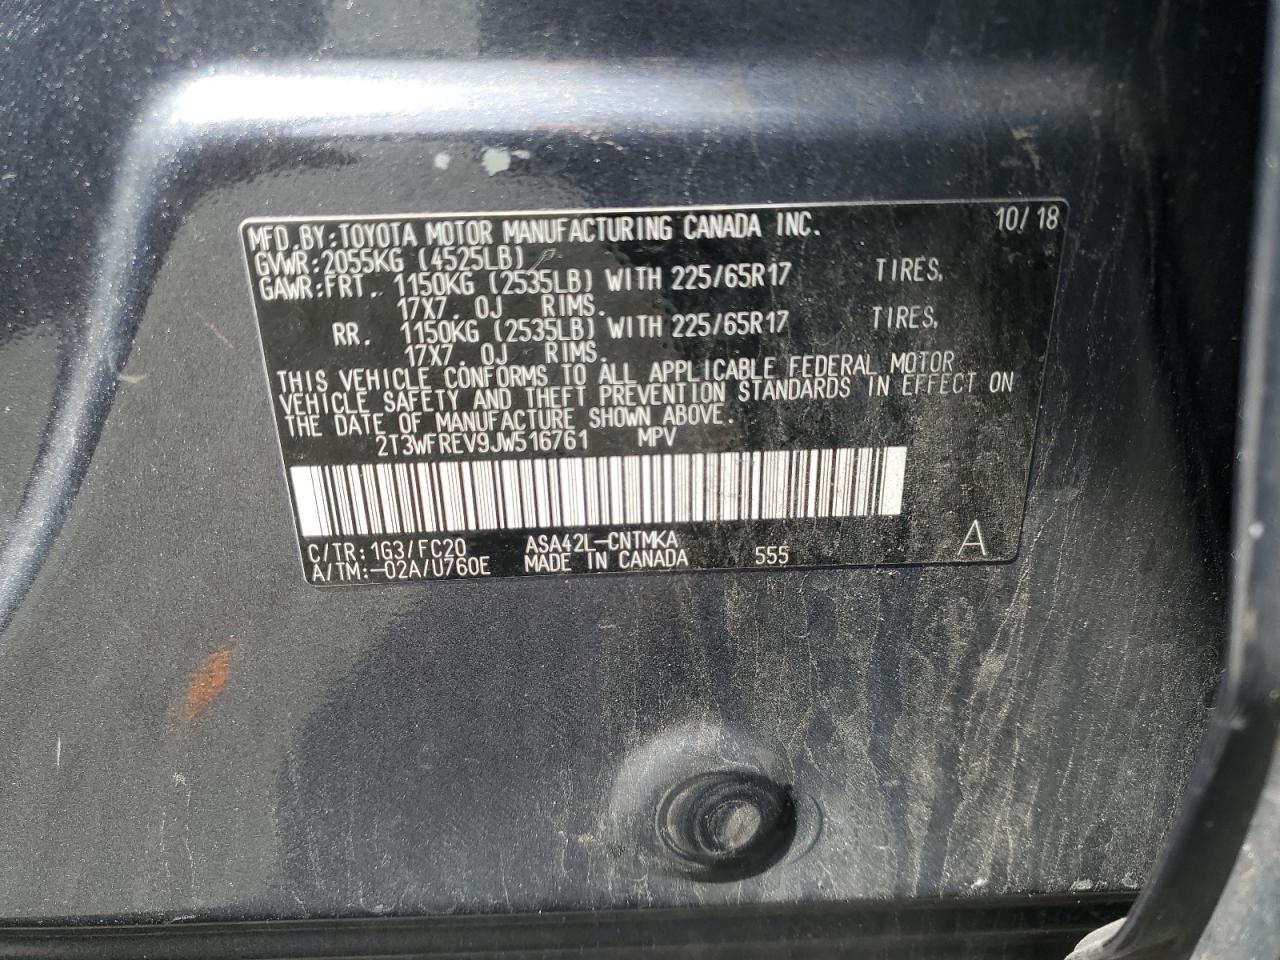 MFD. BY: TOYOTA MOTOR MANUFACTURING CANADA INC. 10/18
GVWR: 2055KG (4525LB)
GAWR: FRT. 1150KG (2535LB) WITH 225/65R17 TIRES,
17X7.0J RIMS.
RR. 1150KG (2535LB) WITH 225/65R17 TIRES,
17X7.0J RIMS.
THIS VEHICLE CONFORMS TO ALL APPLICABLE FEDERAL MOTOR
VEHICLE SAFETY AND THEFT PREVENTION STANDARDS IN EFFECT ON
THE DATE OF MANUFACTURE SHOWN ABOVE.
2T3WFREV9JW516761 MPV
C/TR: 1G3/FC20 ASA42L-CNTMKA
A/TM:-02A/U760E MADE IN CANADA 555 A